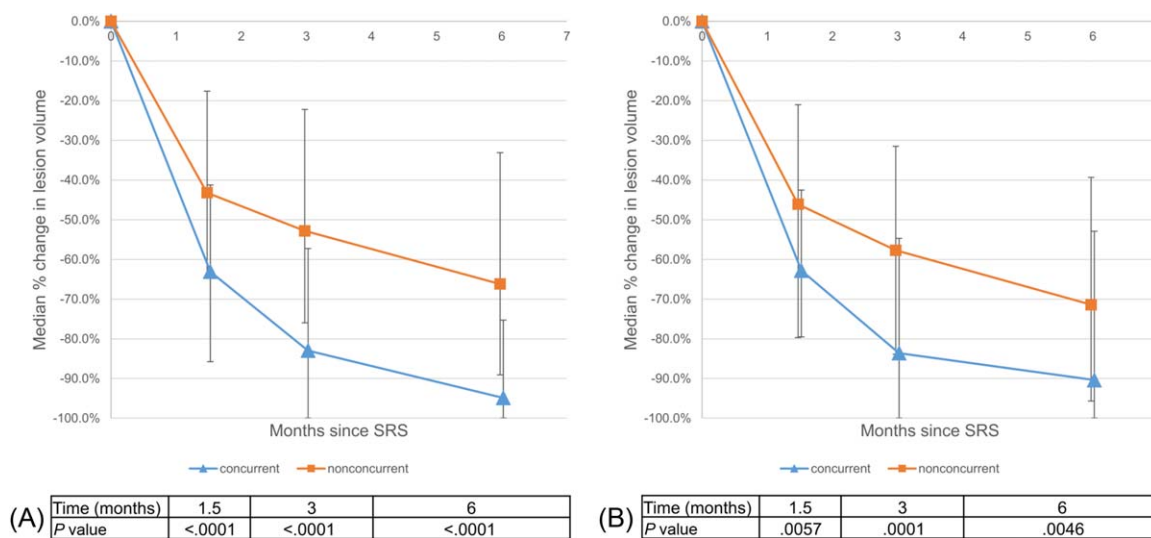 0.0%
-10.0%
-20.0%
-30.0%
-40.0%
-50.0%
-60.0%
-70.0%
-80.0%
-90.0%
-100.0%
0 1 2 3 4 5 6 7
Median % change in lesion volume
Months since SRS
concurrent nonconcurrent
(A)
Time (months) 1.5 3 6
P value <.0001 <.0001 <.0001
0.0%
-10.0%
-20.0%
-30.0%
-40.0%
-50.0%
-60.0%
-70.0%
-80.0%
-90.0%
-100.0%
0 1 2 3 4 5 6
Median % change in lesion volume
Months since SRS
concurrent nonconcurrent
(B)
Time (months) 1.5 3 6
P value .0057 .0001 .0046